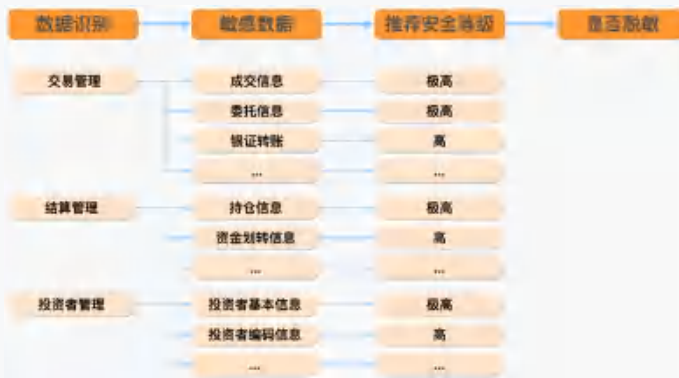 数据识别 敏感数据 推荐安全等级 是否脱敏
交易管理 成交信息 极高
委托信息 极高
银证转账 高
... ...
结算管理 持仓信息 极高
资金划转信息 高
... ...
投资者管理 投资者基本信息 极高
投资者编码信息 高
... ...